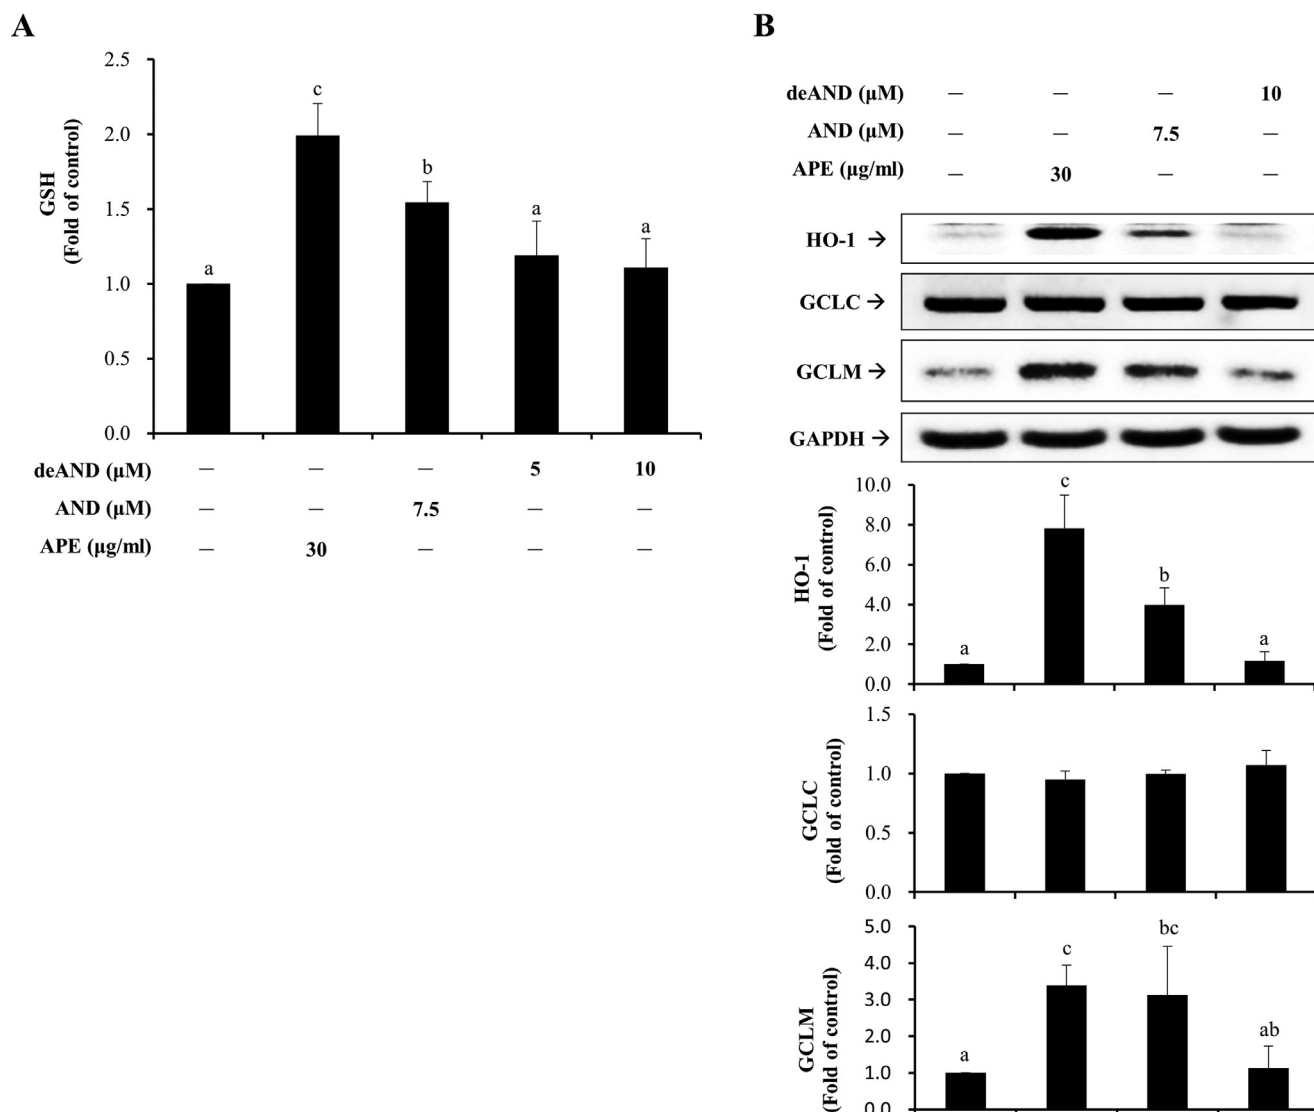 A
2.5
2.0
1.5
1.0
0.5
0.0
GSH
(Fold of control)
a
c
b
a
a
deAND (μM) — — — 5 10
AND (μM) — — 7.5 — —
APE (μg/ml) — 30 — — —
B
deAND (μM) — — — 10
AND (μM) — — 7.5 —
APE (μg/ml) — 30 — —
HO-1 →
GCLC →
GCLM →
GAPDH →
10.0
8.0
6.0
4.0
2.0
0.0
HO-1
(Fold of control)
a
c
b
a
1.5
1.0
0.5
0.0
GCLC
(Fold of control)
5.0
4.0
3.0
2.0
1.0
0.0
GCLM
(Fold of control)
a
c
bc
ab